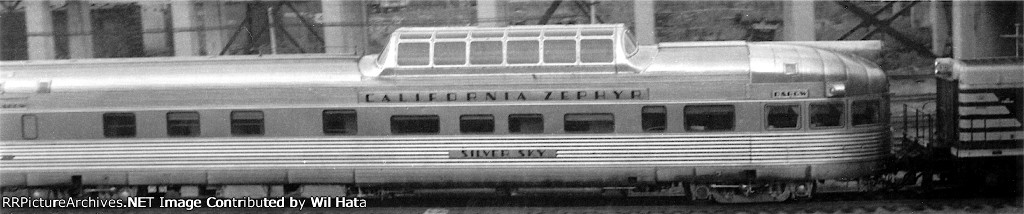 CALIFORNIA ZEPHYR
SILVER SKY
RRPictureArchives.NET Image Contributed by Wil Hata